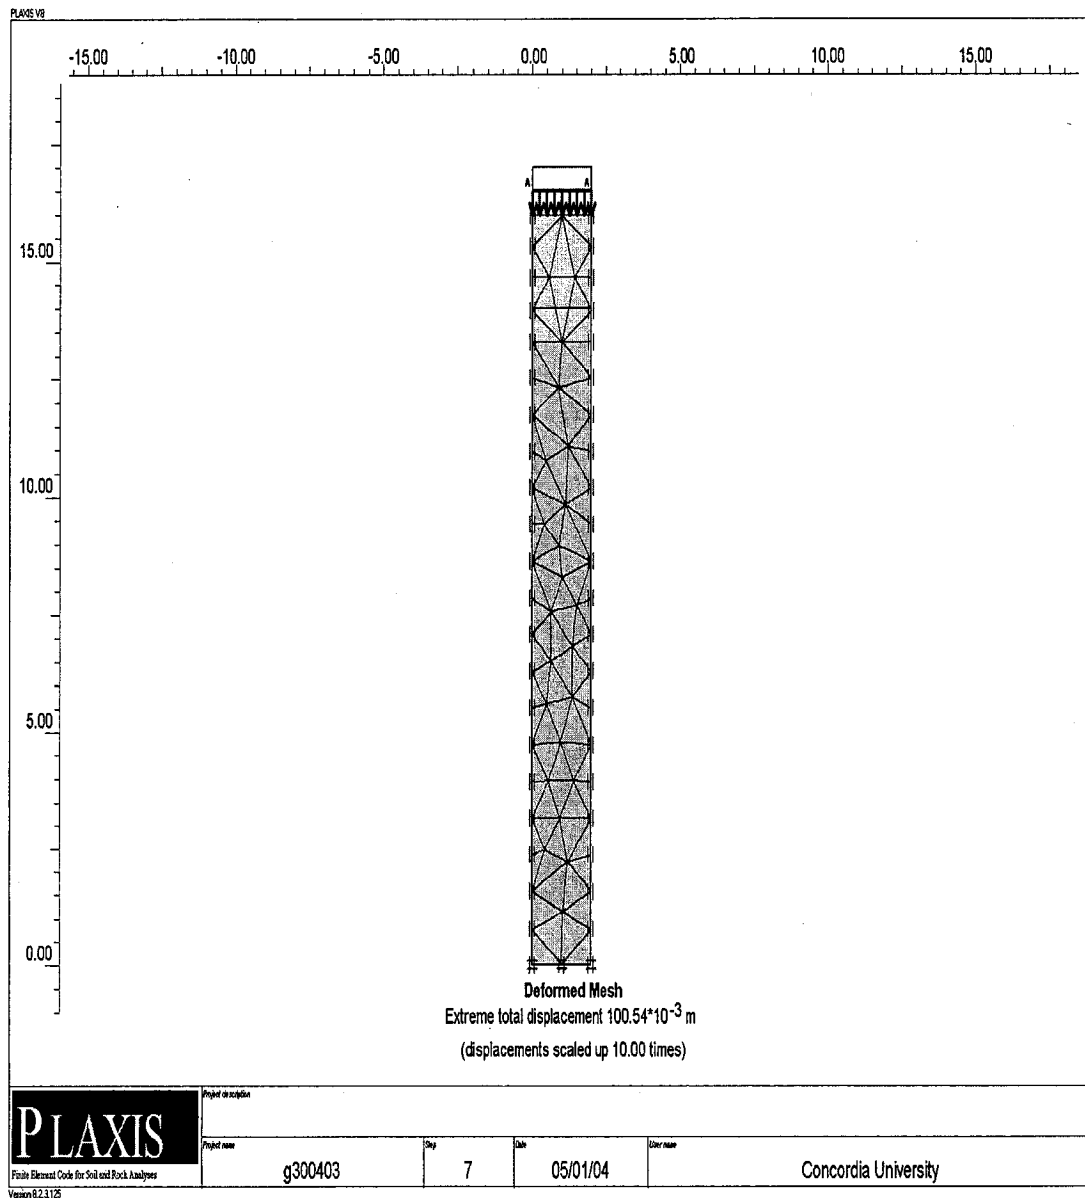 PLAXIS V8
-15.00 -10.00 -5.00 0.00 5.00 10.00 15.00
A A
15.00
10.00
5.00
0.00
Deformed Mesh
Extreme total displacement 100.54*10-3 m
(displacements scaled up 10.00 times)
Project description
PLAXIS
Finite Element Code for Soil and Rock Analyses
Version 8.2.3.125
Project name
g300403
Step
7
Date
05/01/04
User name
Concordia University